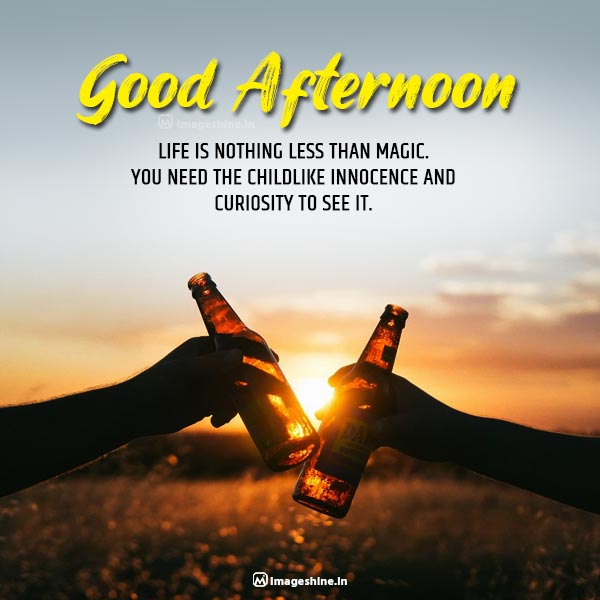 Good Afternoon
Imageshine.in
LIFE IS NOTHING LESS THAN MAGIC.
YOU NEED THE CHILDLIKE INNOCENCE AND
CURIOSITY TO SEE IT.
Imageshine.in